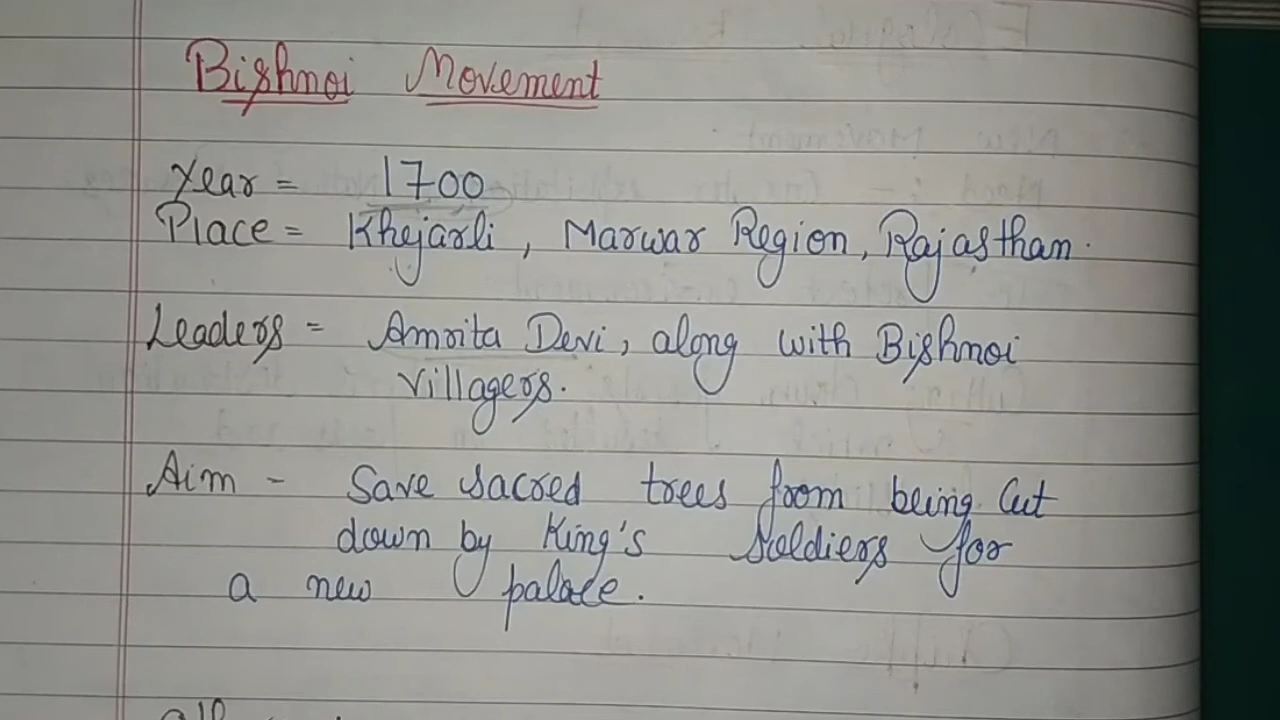 Bishnoi Movement
Year = 1700
Place = Khejarli, Marwar Region, Rajasthan.
Leaders = Amrita Devi, along with Bishnoi
villagers.
Aim - Save sacred trees from being cut
down by King's Soldiers for
a new palace.